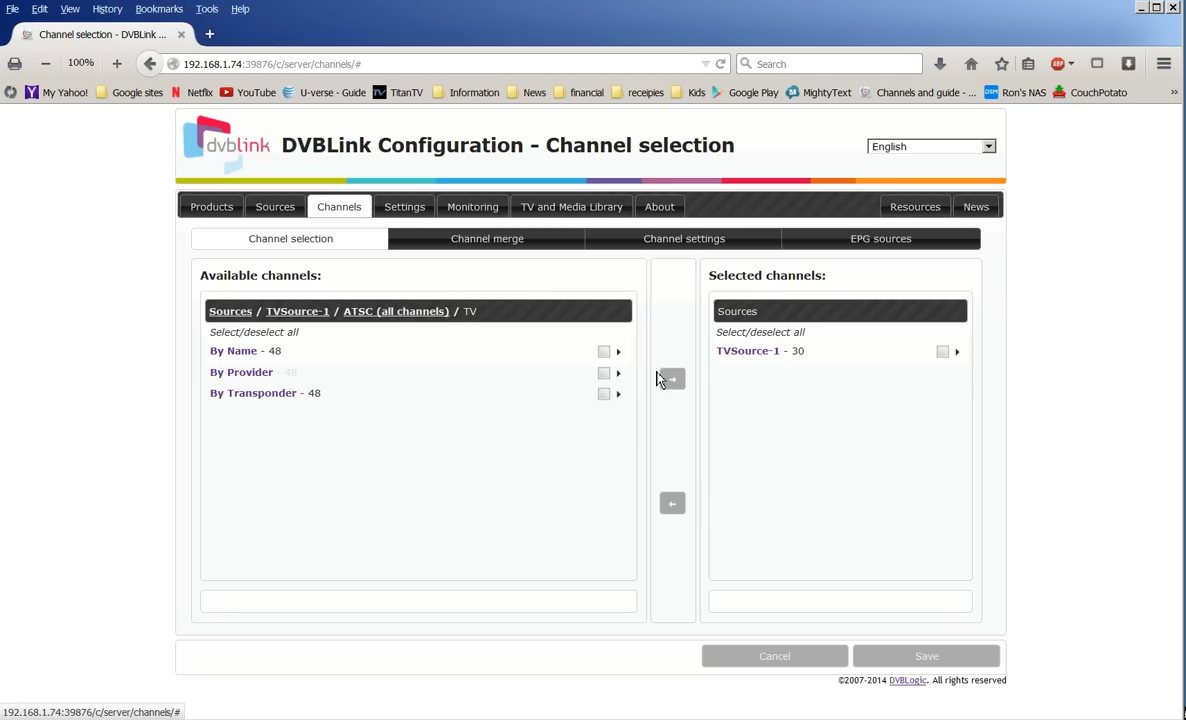 File Edit View History Bookmarks Tools Help
Channel selection - DVBLink ... × +
100% 192.168.1.74:39876/c/server/channels/# Search
My Yahoo! Google sites Netflix YouTube U-verse - Guide TitanTV Information News financial receipies Kids Google Play MightyText Channels and guide - ... Ron's NAS CouchPotato »
dvblink DVBLink Configuration - Channel selection English
Products Sources Channels Settings Monitoring TV and Media Library About Resources News
Channel selection Channel merge Channel settings EPG sources
Available channels: Selected channels:
Sources / TVSource-1 / ATSC (all channels) / TV Sources
Select/deselect all Select/deselect all
By Name - 48 TVSource-1 - 30
By Provider - 48
By Transponder - 48
Cancel Save
©2007-2014 DVBLogic. All rights reserved
192.168.1.74:39876/c/server/channels/#